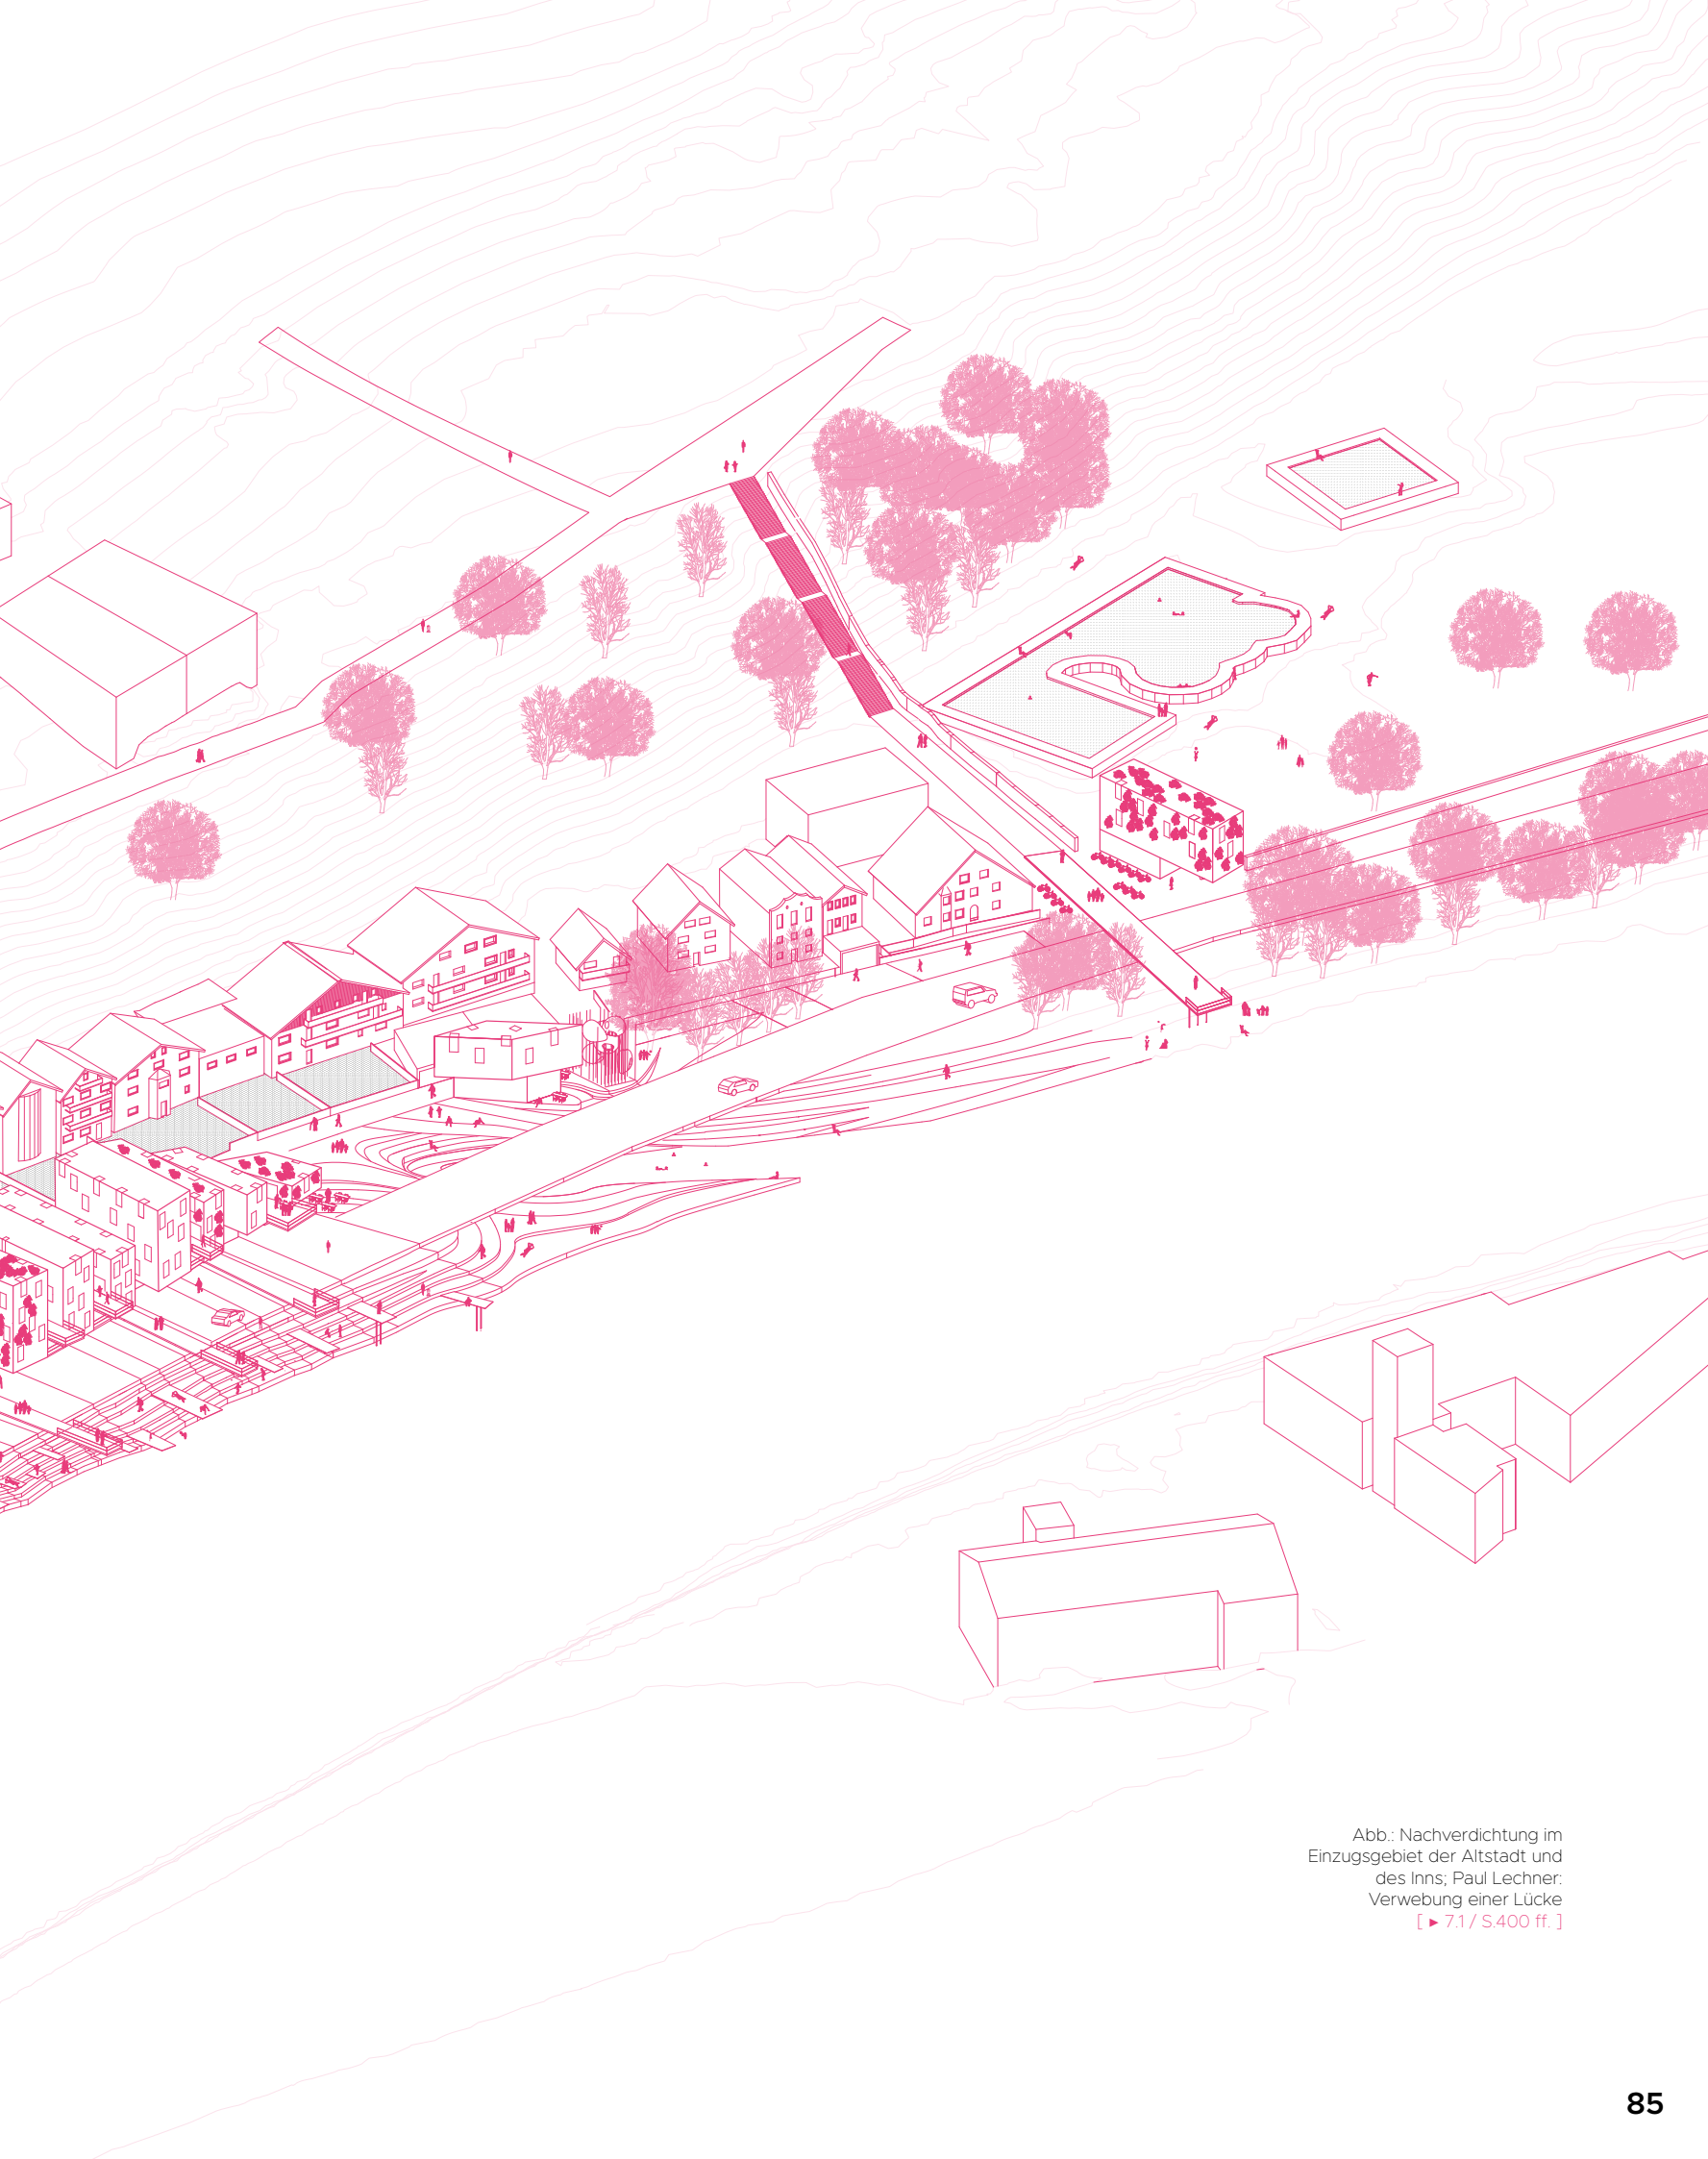 Abb.: Nachverdichtung im
Einzugsgebiet der Altstadt und
des Inns; Paul Lechner:
Verwebung einer Lücke
[ ► 7.1 / S.400 ff. ]
85